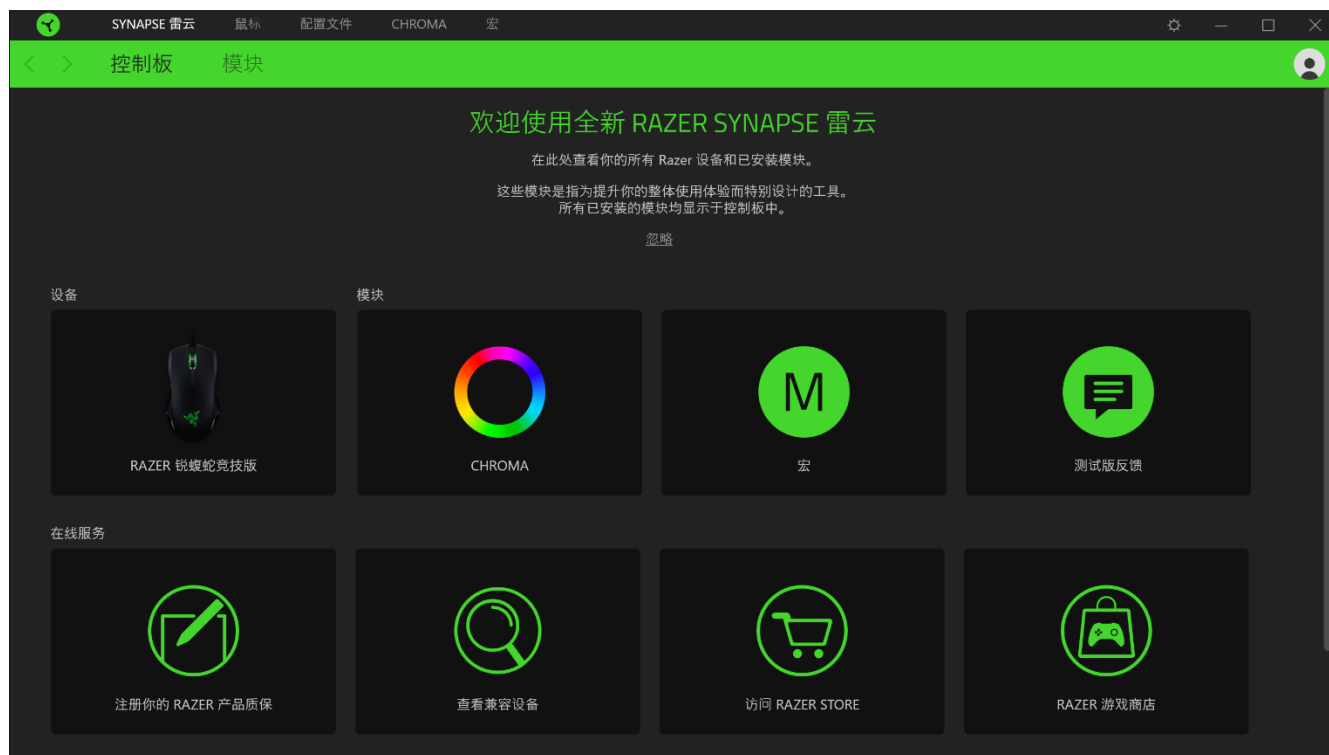 SYNAPSE 雷云 鼠标 配置文件 CHROMA 宏
控制板 模块
欢迎使用全新 RAZER SYNAPSE 雷云
在此处查看你的所有 Razer 设备和已安装模块。
这些模块是指为提升你的整体使用体验而特别设计的工具。
所有已安装的模块均显示于控制板中。
忽略
设备 模块
M
RAZER 锐蝮蛇竞技版 CHROMA 宏 测试版反馈
在线服务
注册你的 RAZER 产品质保 查看兼容设备 访问 RAZER STORE RAZER 游戏商店